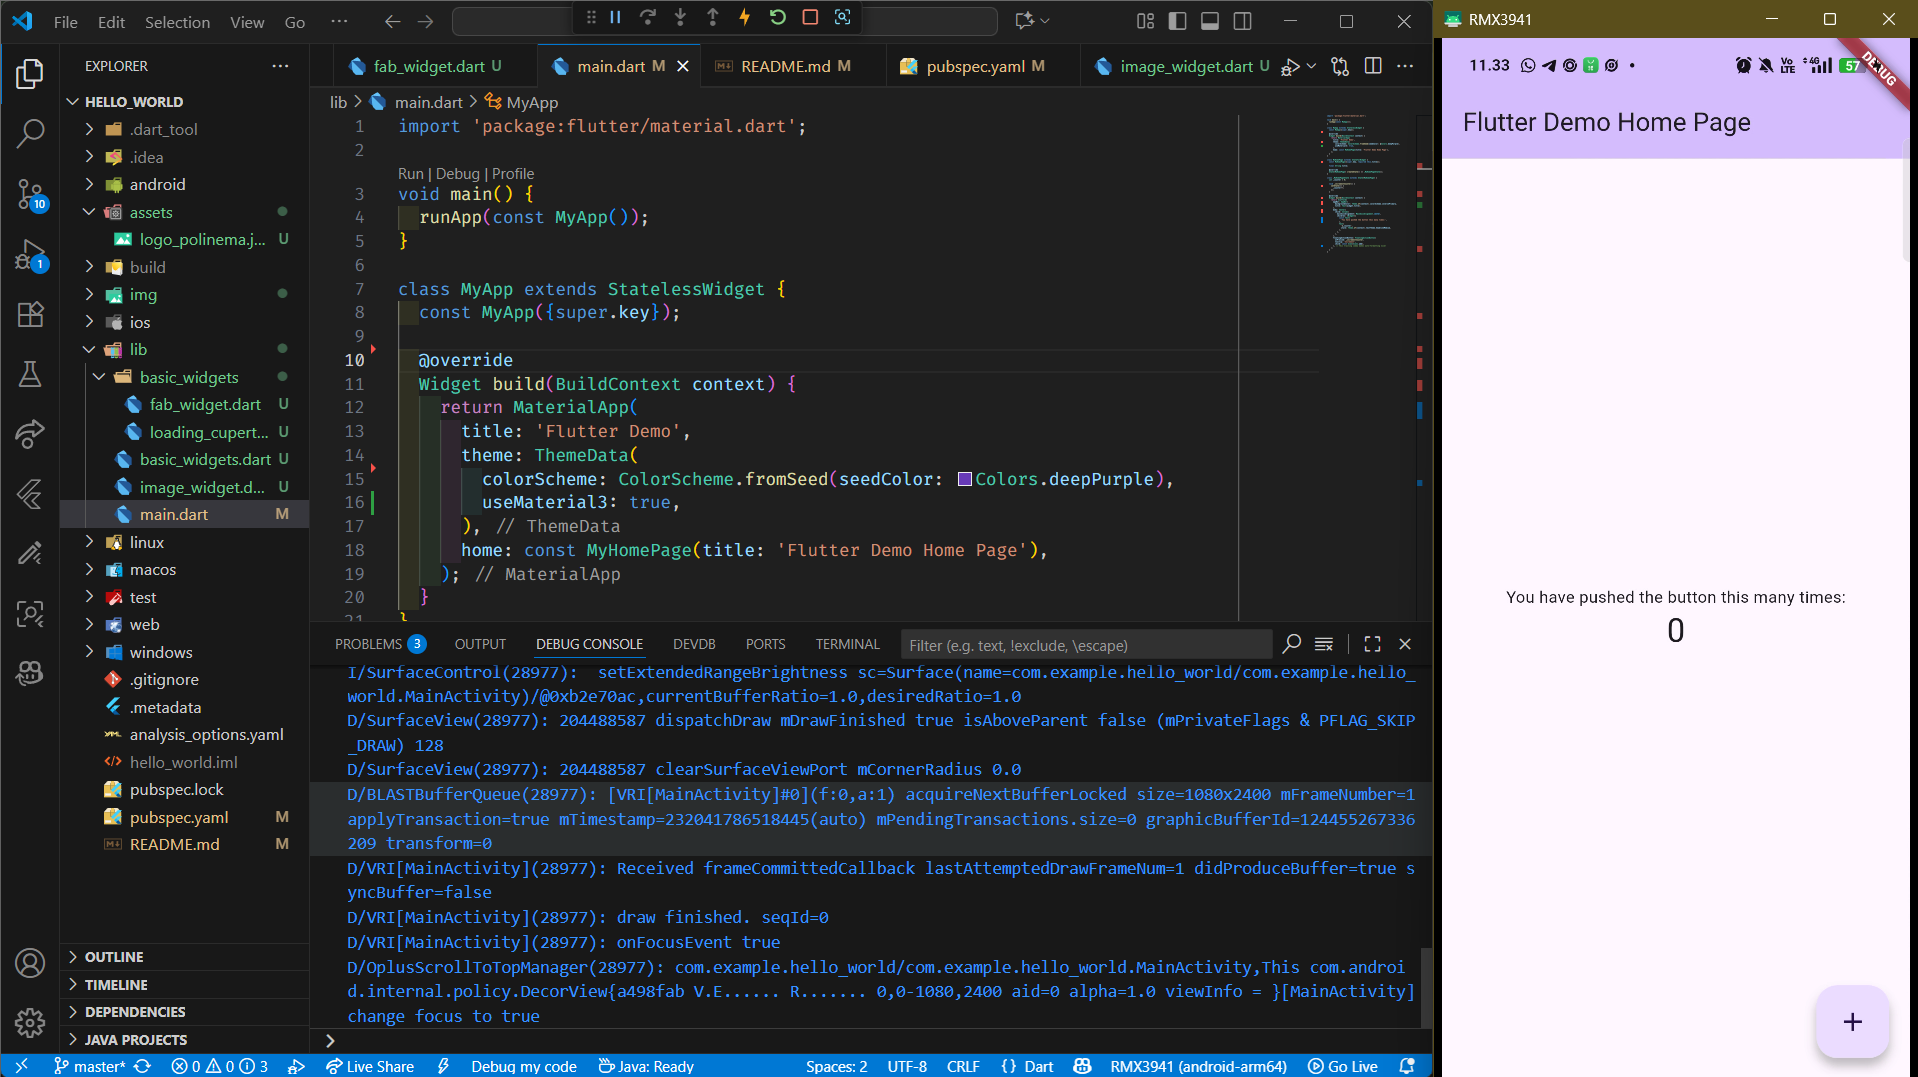 File Edit Selection View Go ···
EXPLORER ···
HELLO_WORLD
.dart_tool
.idea
android
assets
logo_polinema.j... U
build
img
ios
lib
basic_widgets
fab_widget.dart U
loading_cupert... U
basic_widgets.dart U
image_widget.d... U
main.dart M
linux
macos
test
web
windows
.gitignore
.metadata
analysis_options.yaml
hello_world.iml
pubspec.lock
pubspec.yaml M
README.md M
OUTLINE
TIMELINE
DEPENDENCIES
JAVA PROJECTS
10
1
fab_widget.dart U main.dart M README.md M pubspec.yaml M image_widget.dart U
lib > main.dart > MyApp
1 import 'package:flutter/material.dart';
2
Run | Debug | Profile
3 void main() {
4 runApp(const MyApp());
5 }
6
7 class MyApp extends StatelessWidget {
8 const MyApp({super.key});
9
10 @override
11 Widget build(BuildContext context) {
12 return MaterialApp(
13 title: 'Flutter Demo',
14 theme: ThemeData(
15 colorScheme: ColorScheme.fromSeed(seedColor: Colors.deepPurple),
16 useMaterial3: true,
17 ), // ThemeData
18 home: const MyHomePage(title: 'Flutter Demo Home Page'),
19 ); // MaterialApp
20 }
21 }
PROBLEMS 3 OUTPUT DEBUG CONSOLE DEVDB PORTS TERMINAL Filter (e.g. text, !exclude, \escape)
I/SurfaceControl(28977): setExtendedRangeBrightness sc=Surface(name=com.example.hello_world/com.example.hello_
world.MainActivity)/@0xb2e70ac,currentBufferRatio=1.0,desiredRatio=1.0
D/SurfaceView(28977): 204488587 dispatchDraw mDrawFinished true isAboveParent false (mPrivateFlags & PFLAG_SKIP
_DRAW) 128
D/SurfaceView(28977): 204488587 clearSurfaceViewPort mCornerRadius 0.0
D/BLASTBufferQueue(28977): [VRI[MainActivity]#0](f:0,a:1) acquireNextBufferLocked size=1080x2400 mFrameNumber=1
applyTransaction=true mTimestamp=232041786518445(auto) mPendingTransactions.size=0 graphicBufferId=124455267336
209 transform=0
D/VRI[MainActivity](28977): Received frameCommittedCallback lastAttemptedDrawFrameNum=1 didProduceBuffer=true s
yncBuffer=false
D/VRI[MainActivity](28977): draw finished. seqId=0
D/VRI[MainActivity](28977): onFocusEvent true
D/OplusScrollToTopManager(28977): com.example.hello_world/com.example.hello_world.MainActivity,This com.androi
d.internal.policy.DecorView{a498fab V.E...... R....... 0,0-1080,2400 aid=0 alpha=1.0 viewInfo = }[MainActivity]
change focus to true
master* 0 0 3 Live Share Debug my code Java: Ready Spaces: 2 UTF-8 CRLF {} Dart RMX3941 (android-arm64) Go Live
RMX3941
11.33 Vo LTE 4G 57
DEBUG
Flutter Demo Home Page
You have pushed the button this many times:
0
+